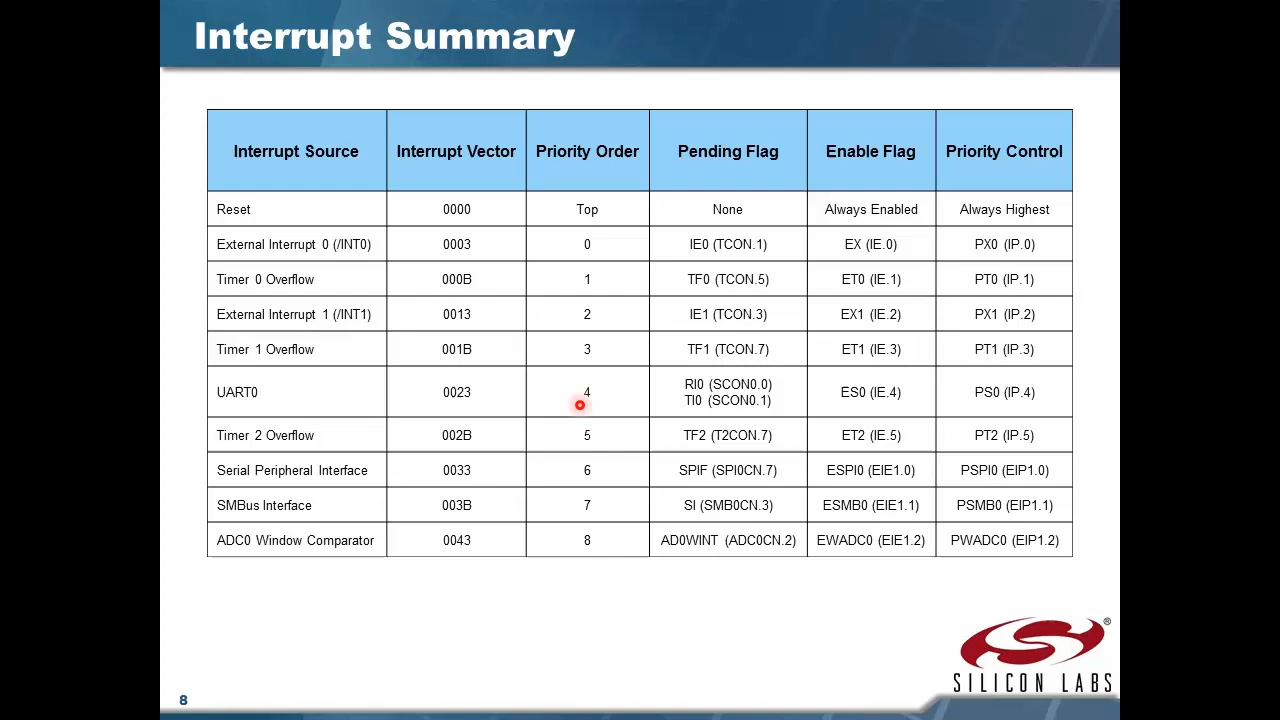 Interrupt Summary
Interrupt Source Interrupt Vector Priority Order Pending Flag Enable Flag Priority Control
Reset 0000 Top None Always Enabled Always Highest
External Interrupt 0 (/INT0) 0003 0 IE0 (TCON.1) EX (IE.0) PX0 (IP.0)
Timer 0 Overflow 000B 1 TF0 (TCON.5) ET0 (IE.1) PT0 (IP.1)
External Interrupt 1 (/INT1) 0013 2 IE1 (TCON.3) EX1 (IE.2) PX1 (IP.2)
Timer 1 Overflow 001B 3 TF1 (TCON.7) ET1 (IE.3) PT1 (IP.3)
UART0 0023 4 RI0 (SCON0.0) ES0 (IE.4) PS0 (IP.4)
TI0 (SCON0.1)
Timer 2 Overflow 002B 5 TF2 (T2CON.7) ET2 (IE.5) PT2 (IP.5)
Serial Peripheral Interface 0033 6 SPIF (SPI0CN.7) ESPI0 (EIE1.0) PSPI0 (EIP1.0)
SMBus Interface 003B 7 SI (SMB0CN.3) ESMB0 (EIE1.1) PSMB0 (EIP1.1)
ADC0 Window Comparator 0043 8 AD0WINT (ADC0CN.2) EWADC0 (EIE1.2) PWADC0 (EIP1.2)
®
SILICON LABS
8